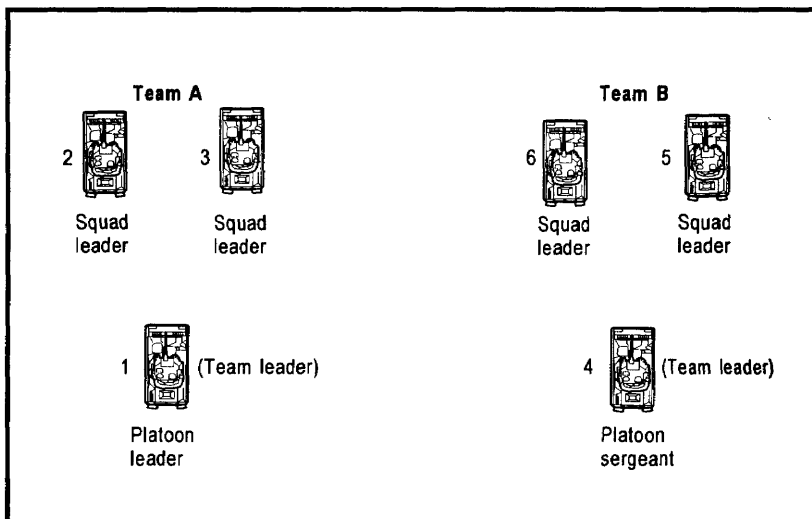 Team A
Team B
2
3
6
5
Squad
leader
Squad
leader
Squad
leader
Squad
leader
1
(Team leader)
4
(Team leader)
Platoon
leader
Platoon
sergeant